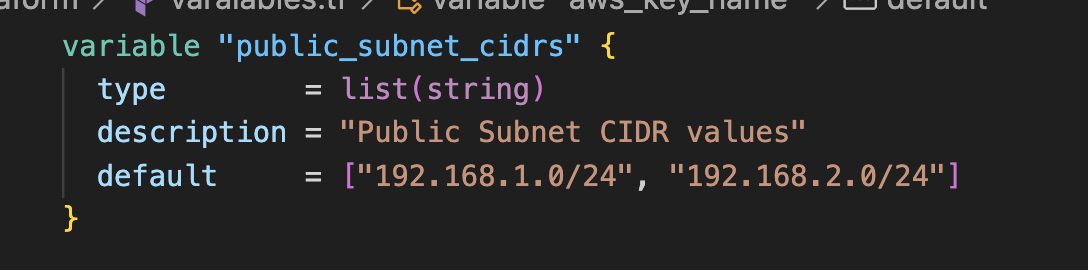 aform > varaiables.tf > variable "aws_key_name" > default
variable "public_subnet_cidrs" {
  type        = list(string)
  description = "Public Subnet CIDR values"
  default     = ["192.168.1.0/24", "192.168.2.0/24"]
}